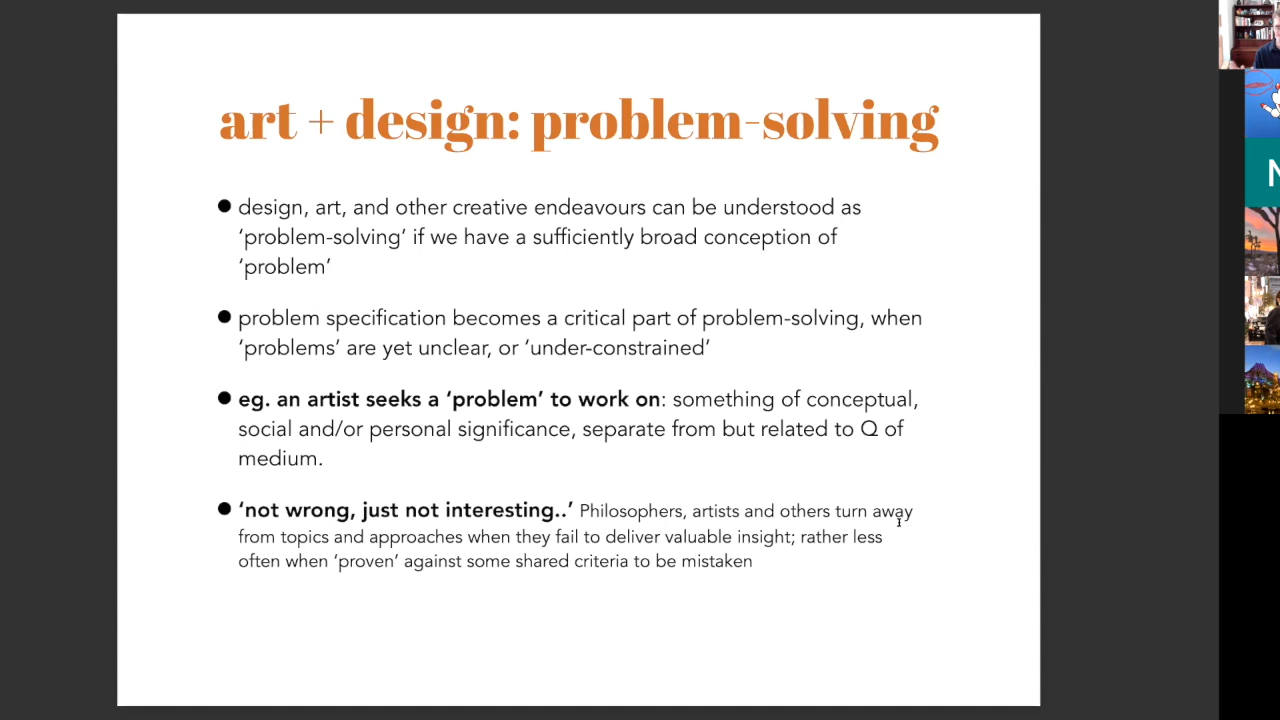 art + design: problem-solving
● design, art, and other creative endeavours can be understood as
‘problem-solving’ if we have a sufficiently broad conception of
‘problem’
● problem specification becomes a critical part of problem-solving, when
‘problems’ are yet unclear, or ‘under-constrained’
● eg. an artist seeks a ‘problem’ to work on: something of conceptual,
social and/or personal significance, separate from but related to Q of
medium.
● ‘not wrong, just not interesting..’ Philosophers, artists and others turn away
from topics and approaches when they fail to deliver valuable insight; rather less
often when ‘proven’ against some shared criteria to be mistaken